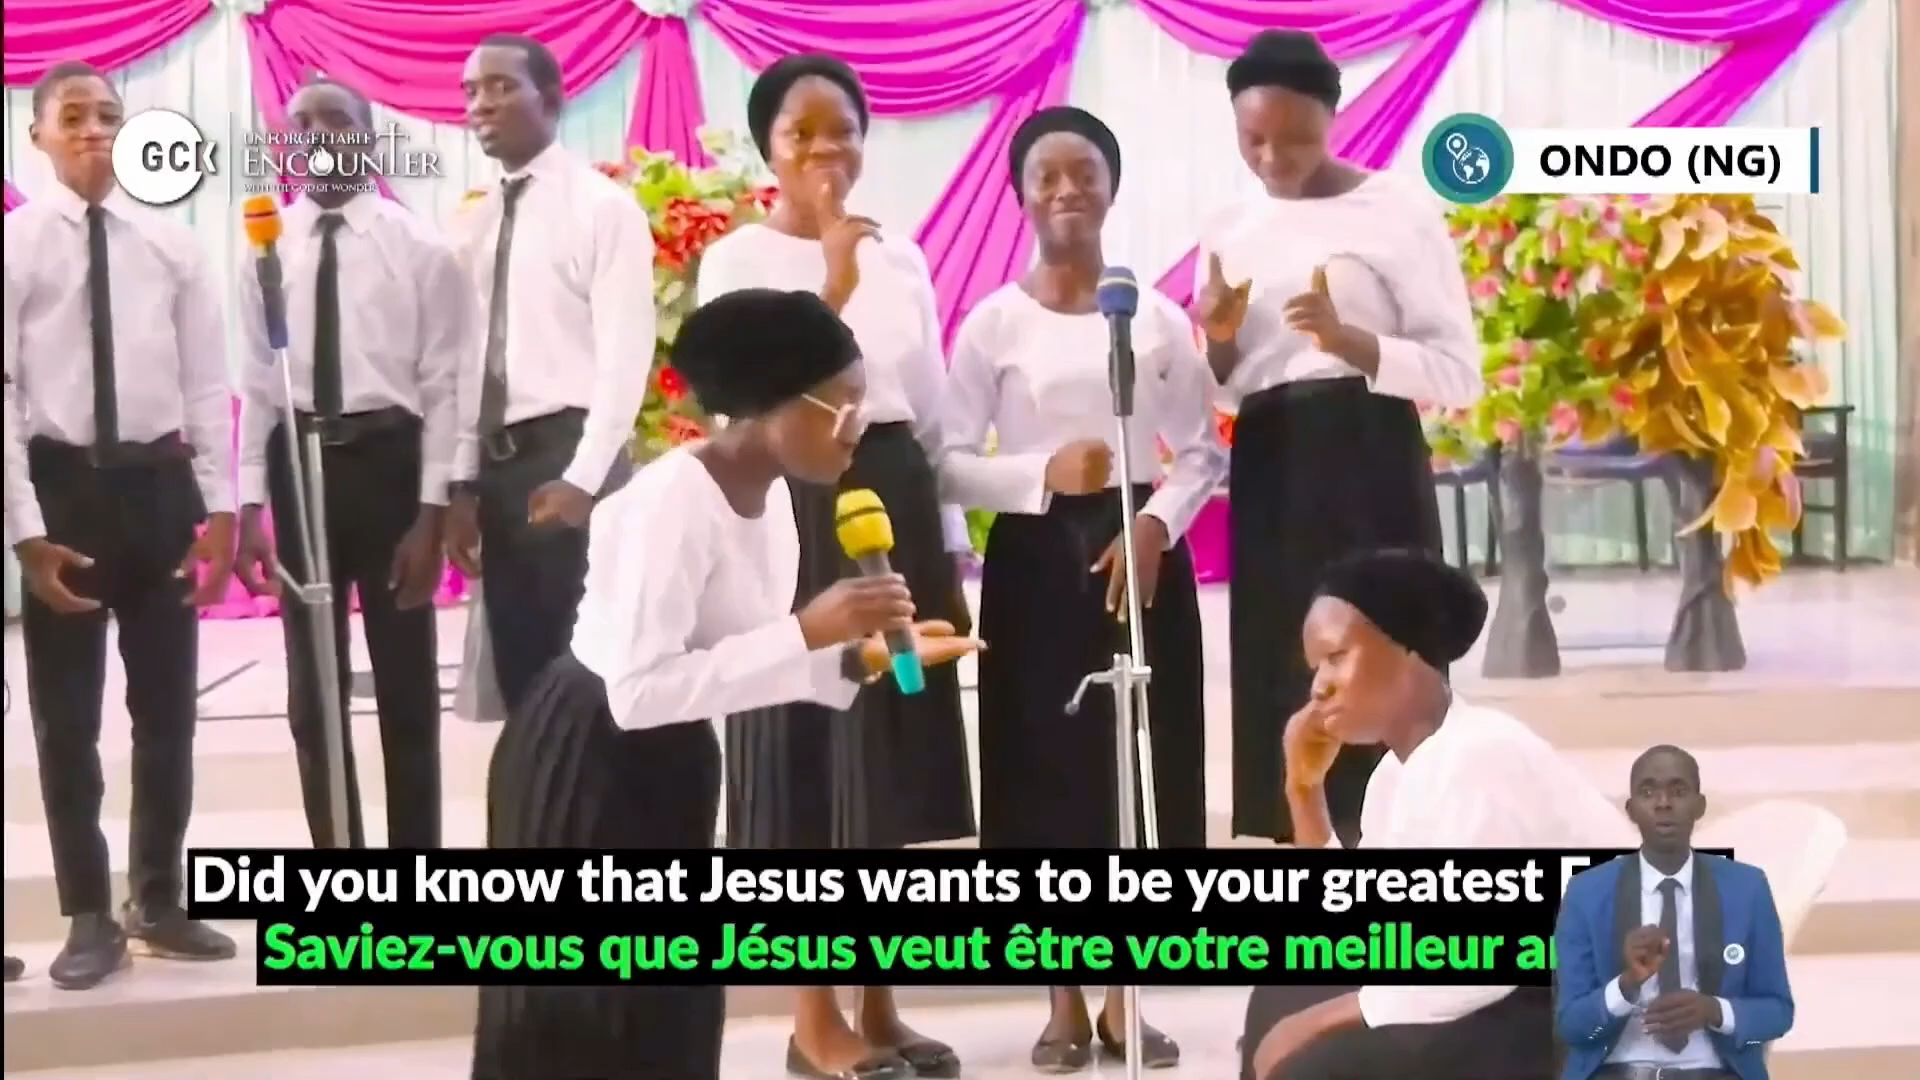 GCK
UNFORGETTABLE
ENCOUNTER
WITH THE GOD OF WONDERS
ONDO (NG)
Did you know that Jesus wants to be your greatest
Saviez-vous que Jésus veut être votre meilleur